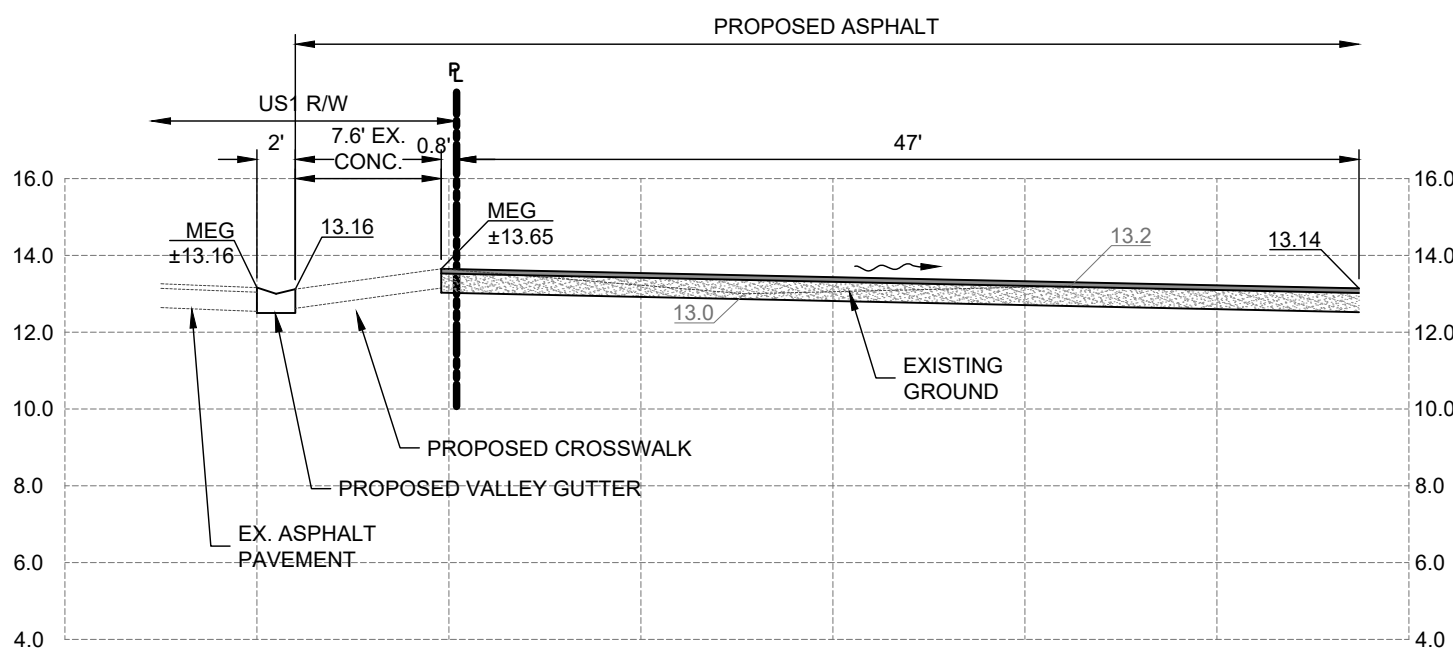 PROPOSED ASPHALT
PL
US1 R/W
2'
7.6' EX.
CONC.
0.8'
47'
16.0
16.0
MEG
±13.16
13.16
MEG
±13.65
13.2
13.14
14.0
14.0
13.0
12.0
12.0
EXISTING
GROUND
10.0
10.0
PROPOSED CROSSWALK
8.0
8.0
PROPOSED VALLEY GUTTER
EX. ASPHALT
PAVEMENT
6.0
6.0
4.0
4.0